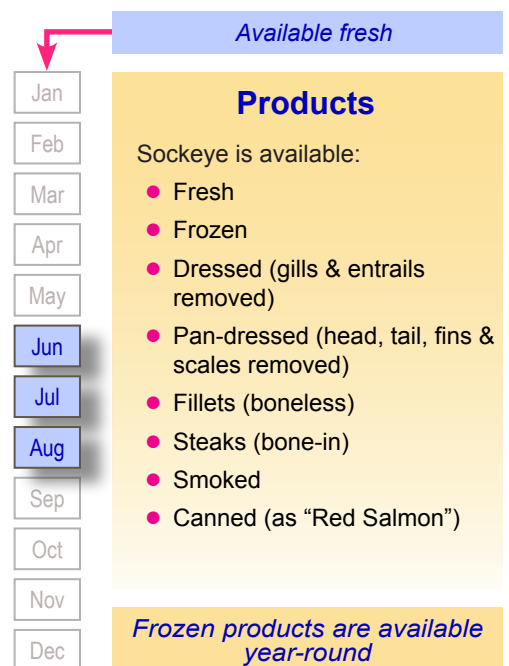 Available fresh
Jan
Feb
Mar
Apr
May
Jun
Jul
Aug
Sep
Oct
Nov
Dec
Products
Sockeye is available:
● Fresh
● Frozen
● Dressed (gills & entrails
removed)
● Pan-dressed (head, tail, fins &
scales removed)
● Fillets (boneless)
● Steaks (bone-in)
● Smoked
● Canned (as “Red Salmon”)
Frozen products are available
year-round